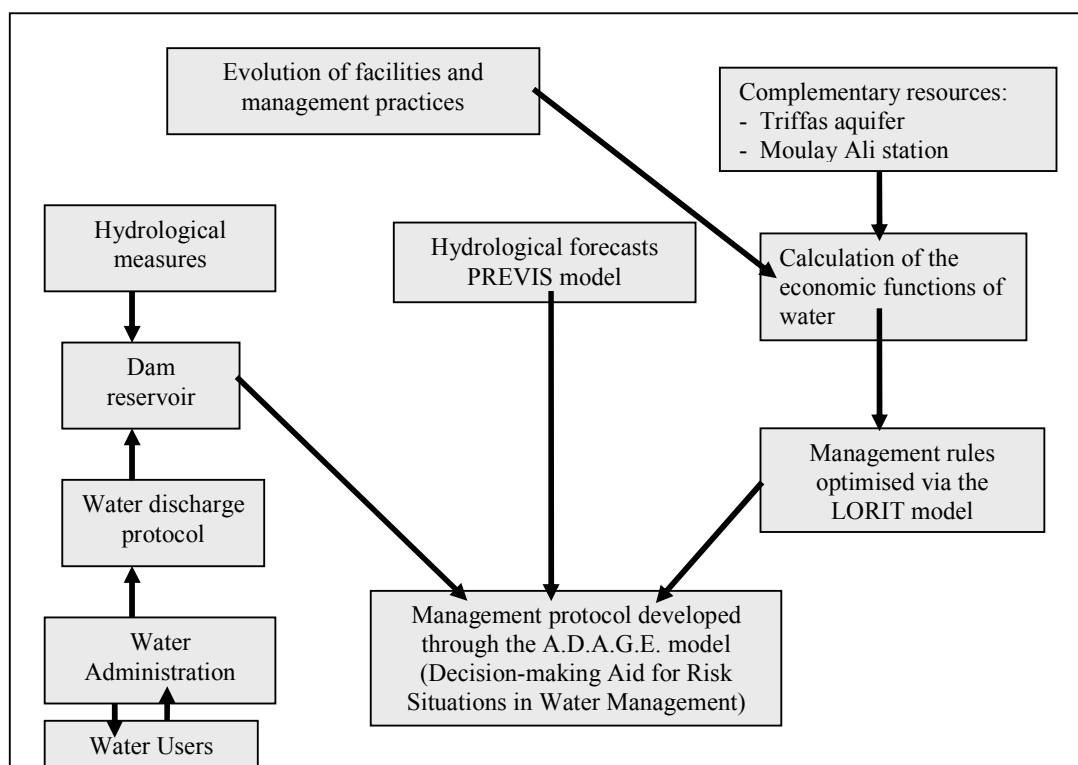 Evolution of facilities and
management practices
Complementary resources:
- Triffas aquifer
- Moulay Ali station
Hydrological
measures
Hydrological forecasts
PREVIS model
Calculation of the
economic functions of
water
Dam
reservoir
Management rules
optimised via the
LORIT model
Water discharge
protocol
Management protocol developed
through the A.D.A.G.E. model
(Decision-making Aid for Risk
Situations in Water Management)
Water
Administration
Water Users